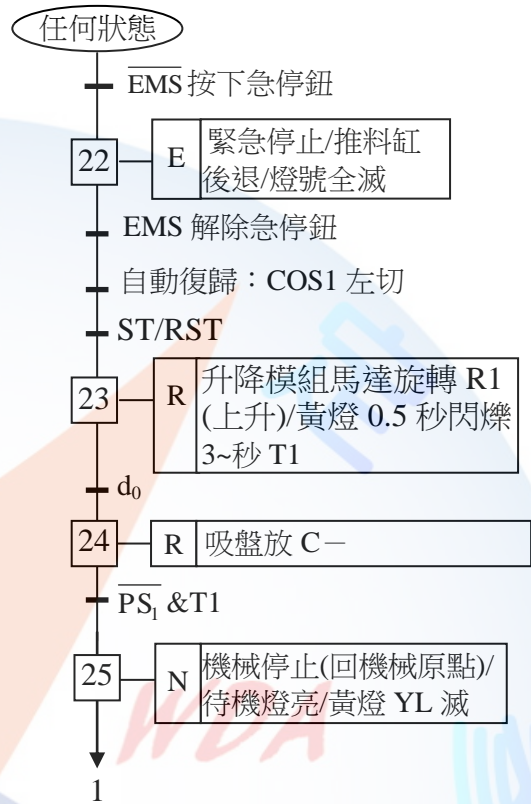 任何狀態
EMS 按下急停鈕
22
E
緊急停止/推料缸
後退/燈號全滅
EMS 解除急停鈕
自動復歸：COS1 左切
ST/RST
23
R
升降模組馬達旋轉 R1
(上升)/黃燈 0.5 秒閃爍
3~秒 T1
d₀
24
R
吸盤放 C－
PS₁ &T1
25
N
機械停止(回機械原點)/
待機燈亮/黃燈 YL 滅
WDA
1